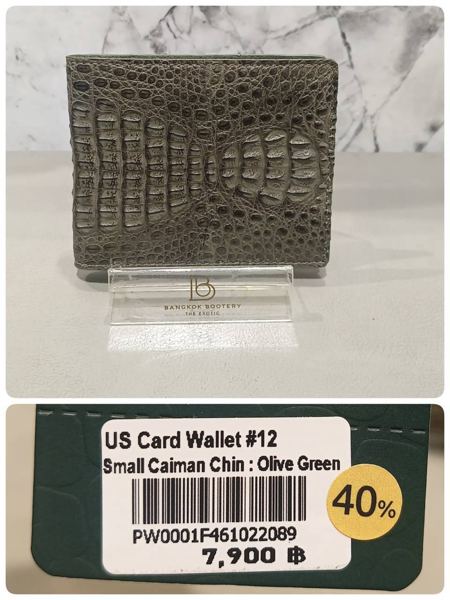 B
BANGKOK BOOTERY
THE EXOTIC
US Card Wallet #12
Small Caiman Chin : Olive Green
PW0001F461022089
7,900 ฿
40%